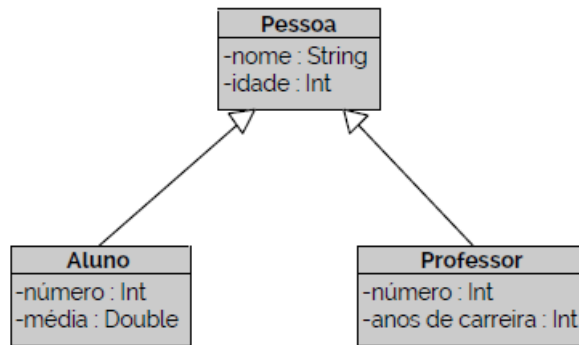 Pessoa
-nome : String
-idade : Int
Aluno
-número : Int
-média : Double
Professor
-número : Int
-anos de carreira : Int